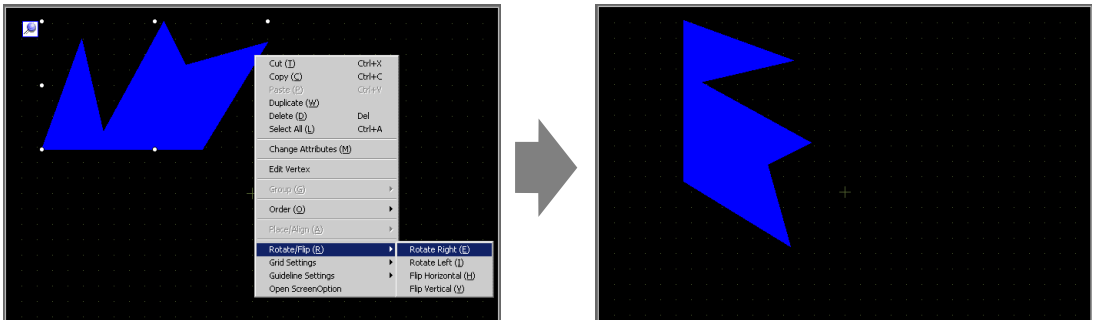 Cut (T) Ctrl+X
Copy (C) Ctrl+C
Paste (P) Ctrl+V
Duplicate (W)
Delete (D) Del
Select All (L) Ctrl+A
Change Attributes (M)
Edit Vertex
Group (G)
Order (O)
Place/Align (A)
Rotate/Flip (R) Rotate Right (E)
Grid Settings Rotate Left (I)
Guideline Settings Flip Horizontal (H)
Open ScreenOption Flip Vertical (V)